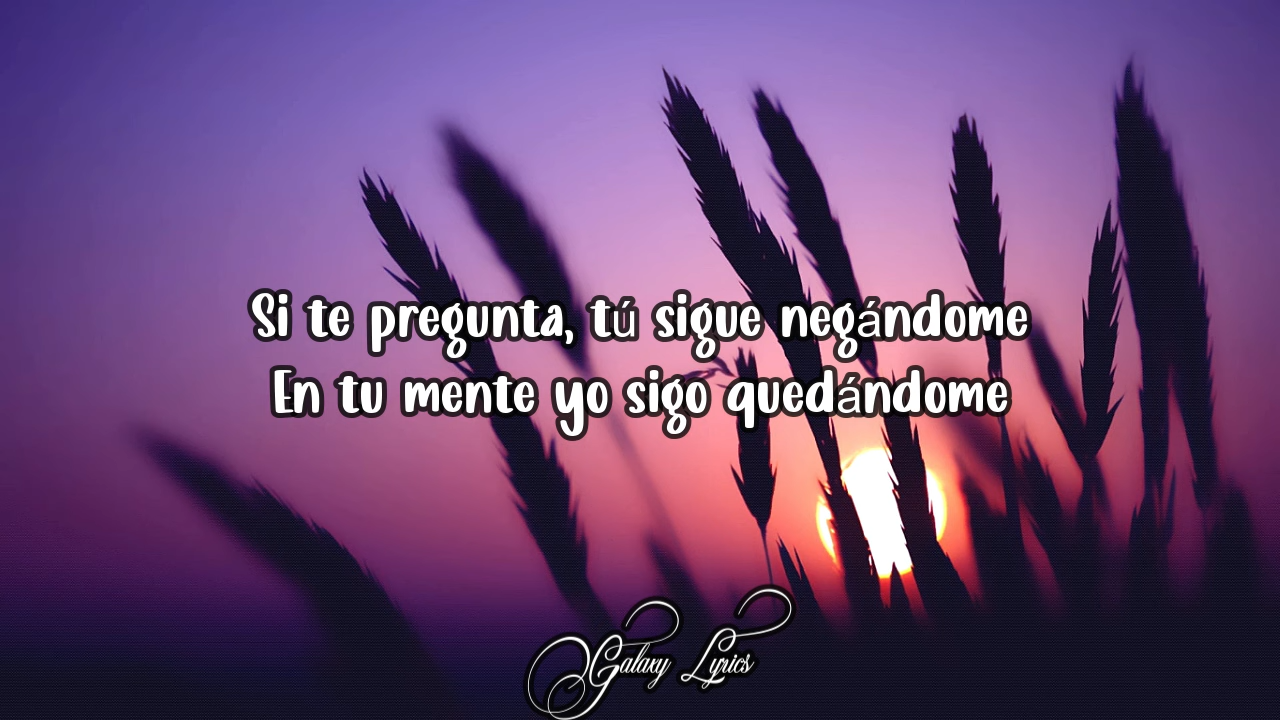 Si te pregunta, tú sigue negándome
En tu mente yo sigo quedándome
Galaxy Lyrics